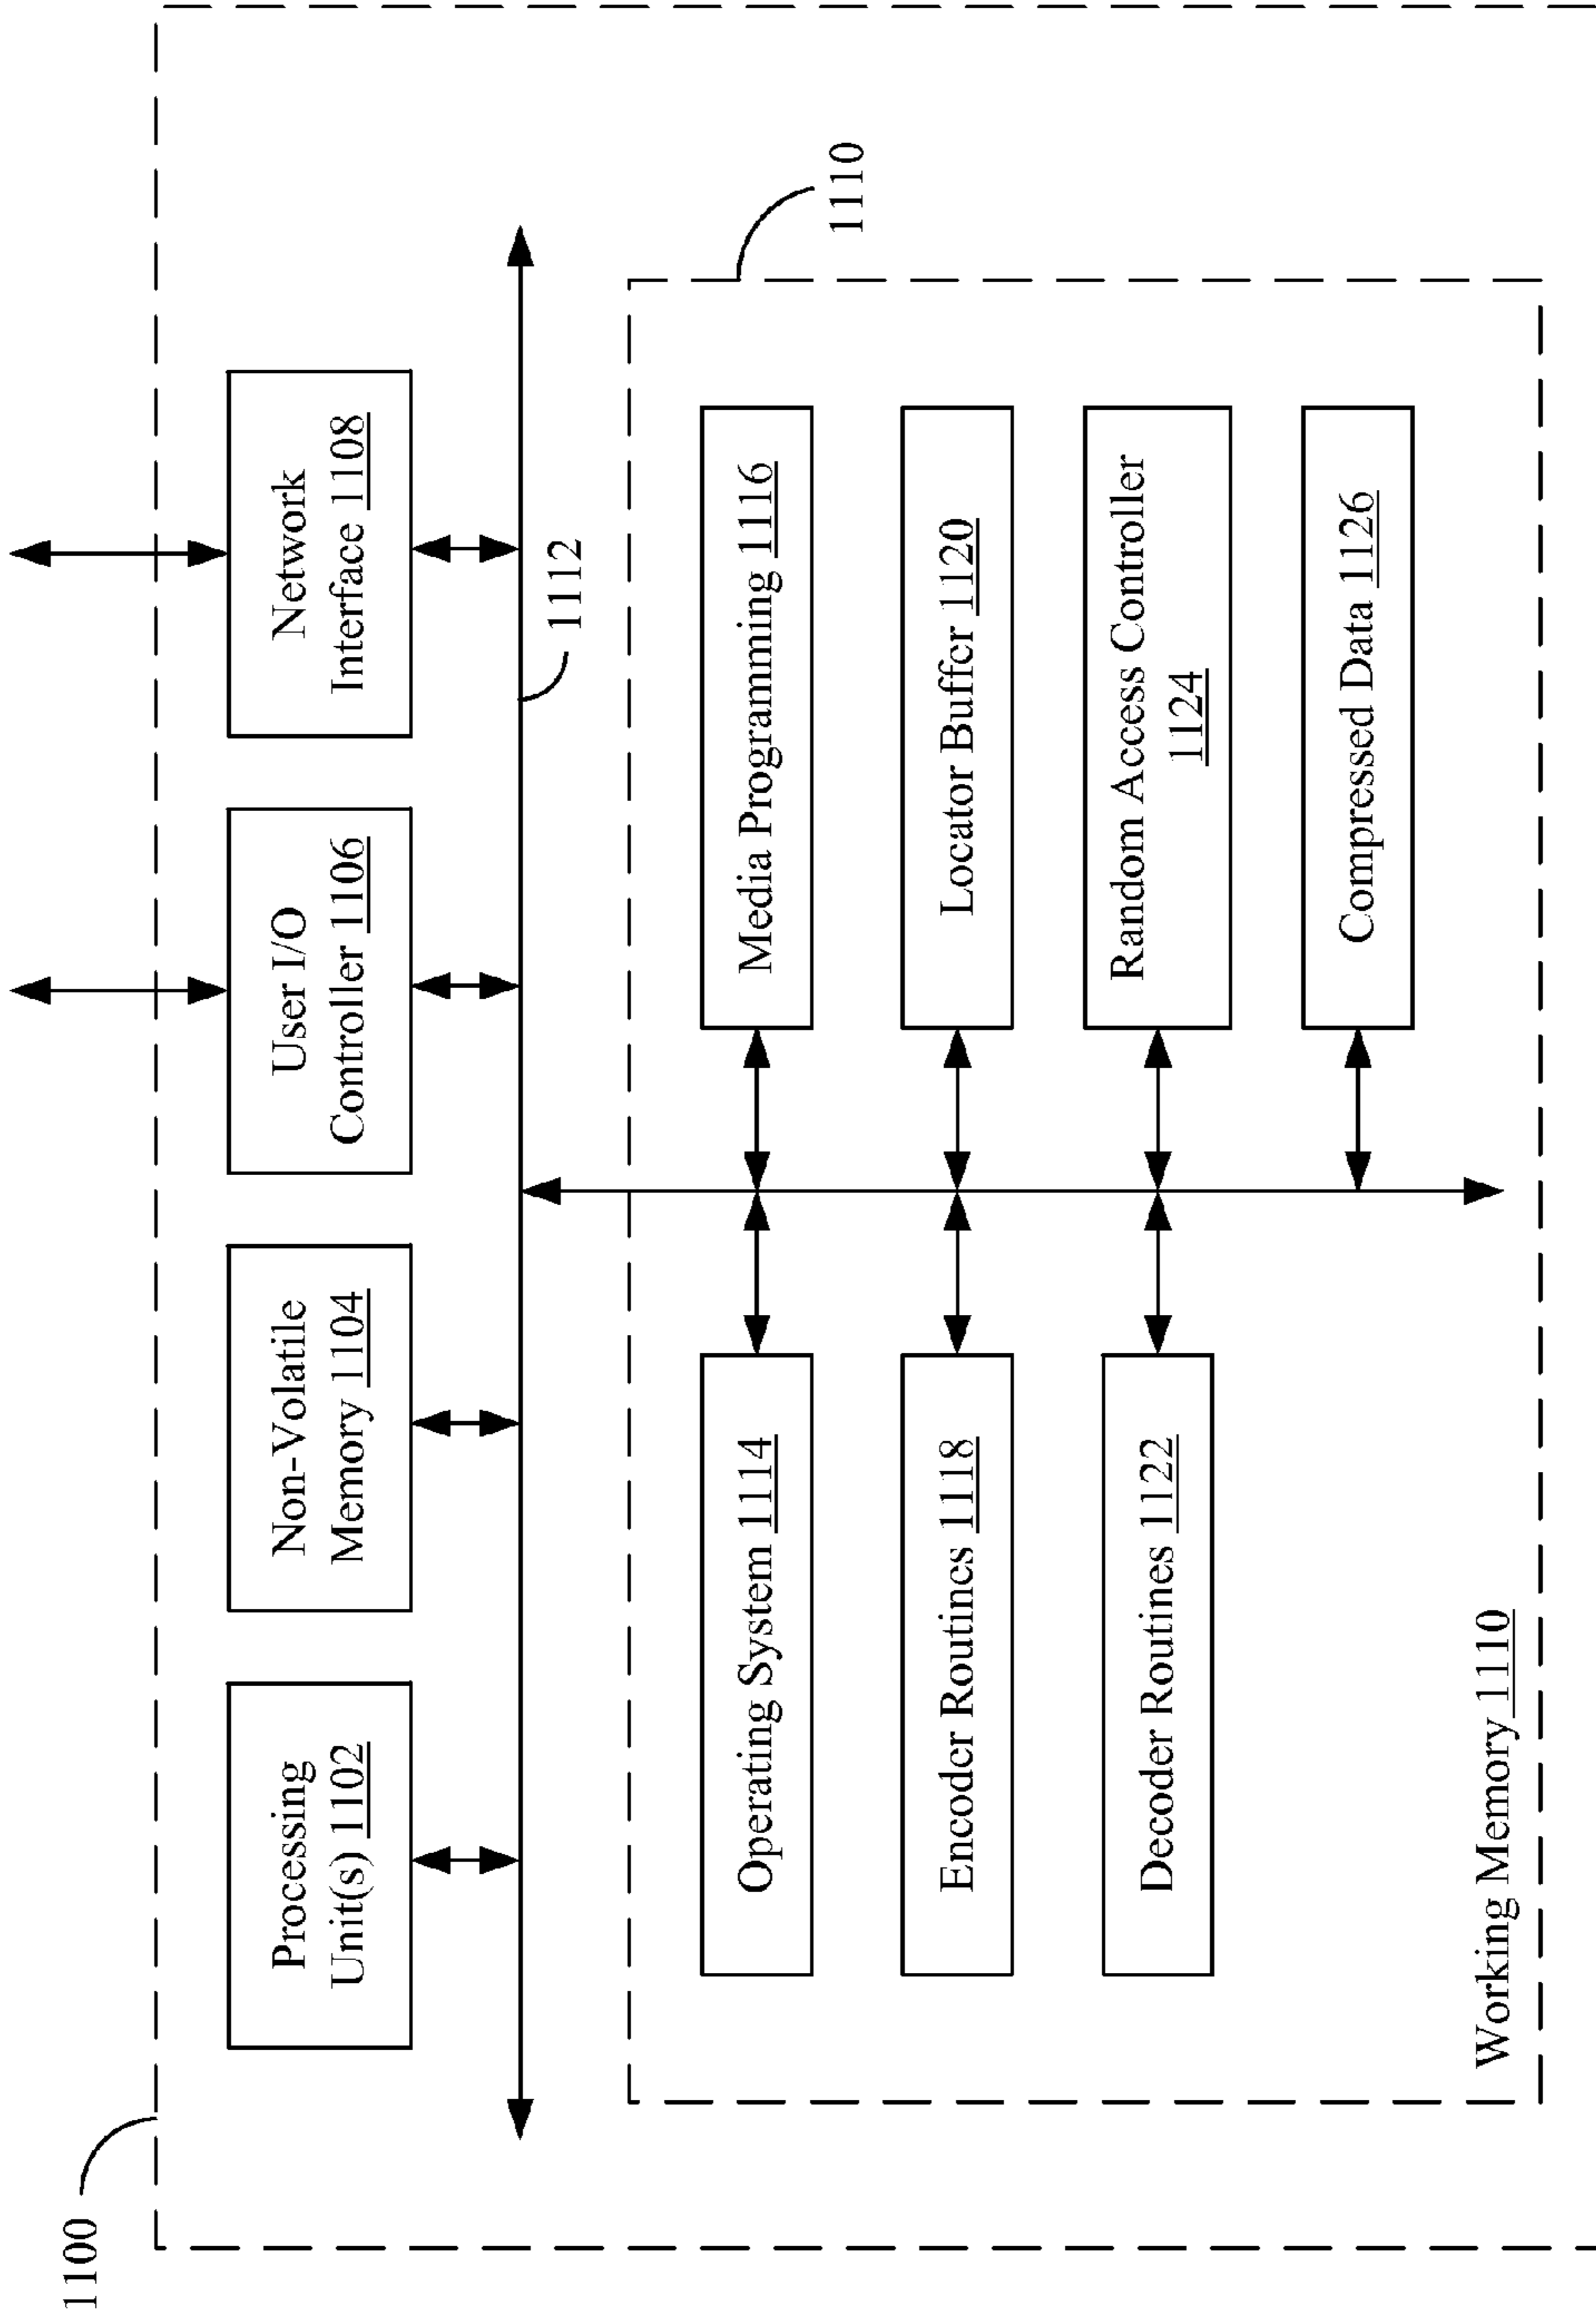 1100
Processing
Unit(s) 1102
Non-Volatile
Memory 1104
User I/O
Controller 1106
Network
Interface 1108
1112
1110
Operating System 1114
Media Programming 1116
Encoder Routines 1118
Locator Buffer 1120
Decoder Routines 1122
Random Access Controller
1124
Compressed Data 1126
Working Memory 1110